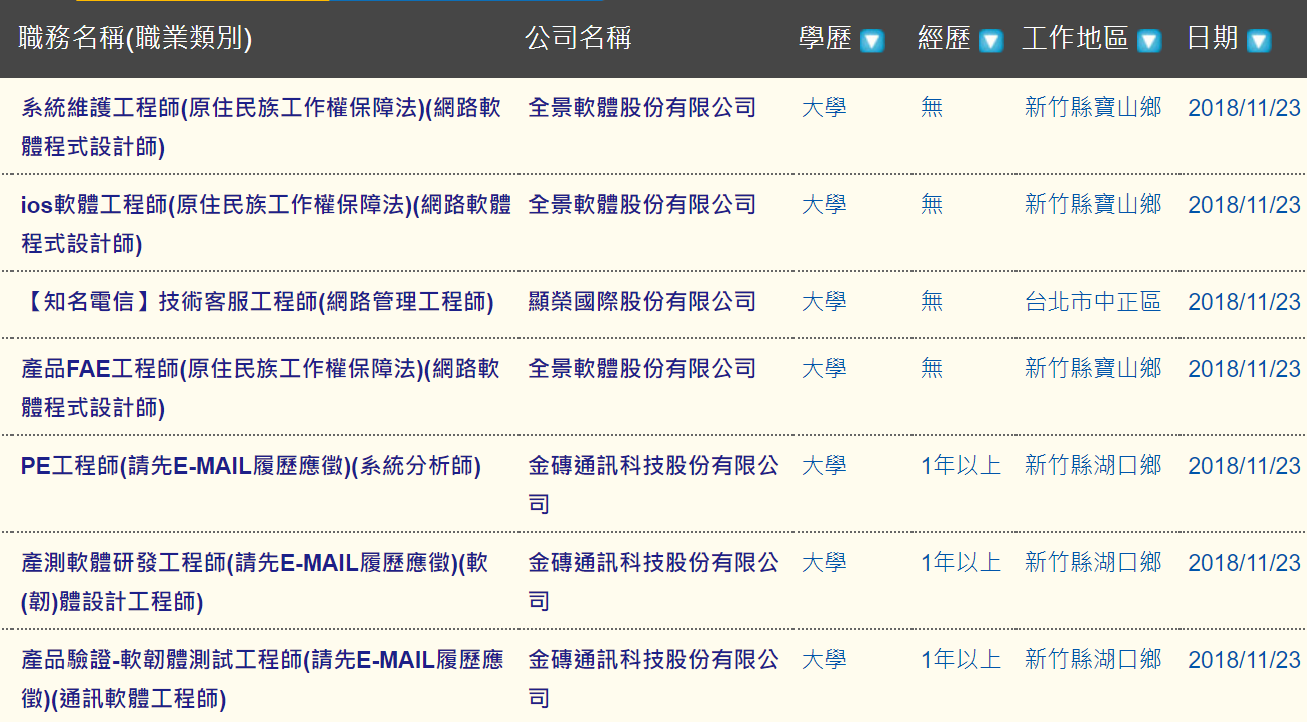 職務名稱(職業類別) 公司名稱 學歷 經歷 工作地區 日期
系統維護工程師(原住民族工作權保障法)(網路軟 全景軟體股份有限公司 大學 無 新竹縣寶山鄉 2018/11/23
體程式設計師)
ios軟體工程師(原住民族工作權保障法)(網路軟體 全景軟體股份有限公司 大學 無 新竹縣寶山鄉 2018/11/23
程式設計師)
【知名電信】技術客服工程師(網路管理工程師) 顯榮國際股份有限公司 大學 無 台北市中正區 2018/11/23
產品FAE工程師(原住民族工作權保障法)(網路軟 全景軟體股份有限公司 大學 無 新竹縣寶山鄉 2018/11/23
體程式設計師)
PE工程師(請先E-MAIL履歷應徵)(系統分析師) 金磚通訊科技股份有限公 大學 1年以上 新竹縣湖口鄉 2018/11/23
司
產測軟體研發工程師(請先E-MAIL履歷應徵)(軟 金磚通訊科技股份有限公 大學 1年以上 新竹縣湖口鄉 2018/11/23
(韌)體設計工程師) 司
產品驗證-軟韌體測試工程師(請先E-MAIL履歷應 金磚通訊科技股份有限公 大學 1年以上 新竹縣湖口鄉 2018/11/23
徵)(通訊軟體工程師) 司